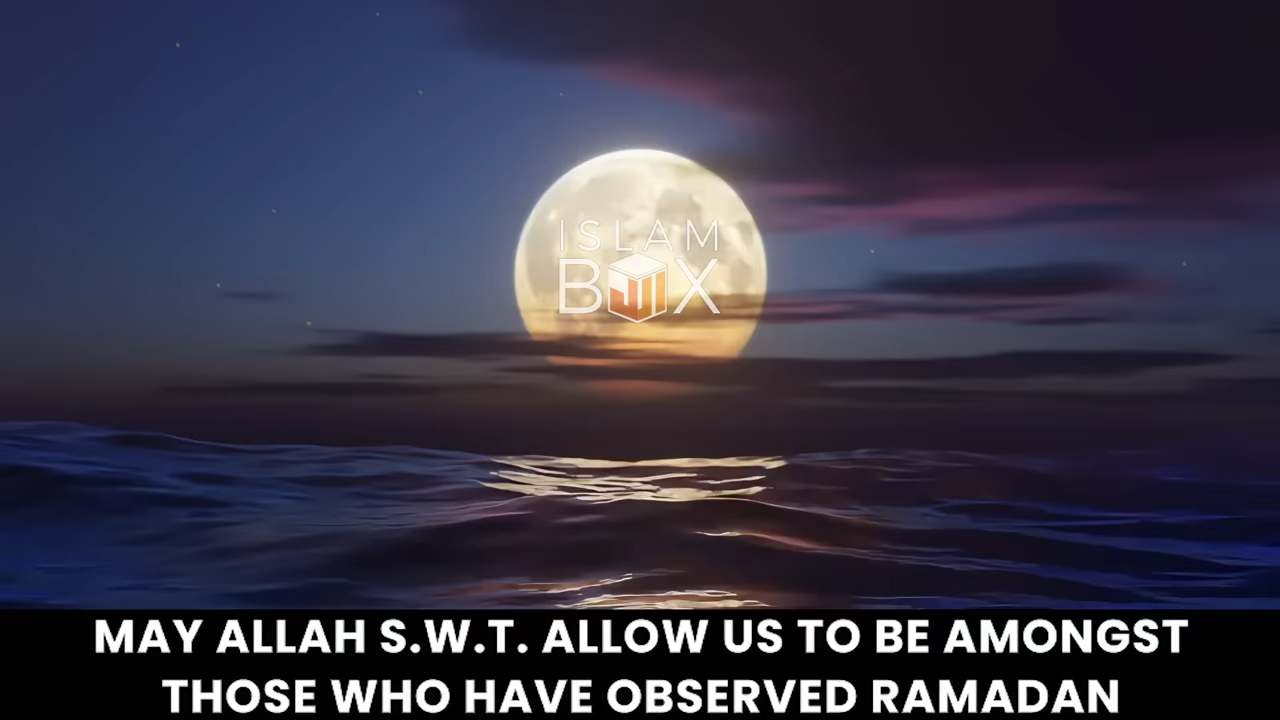 ISLAM
BOX
MAY ALLAH S.W.T. ALLOW US TO BE AMONGST
THOSE WHO HAVE OBSERVED RAMADAN